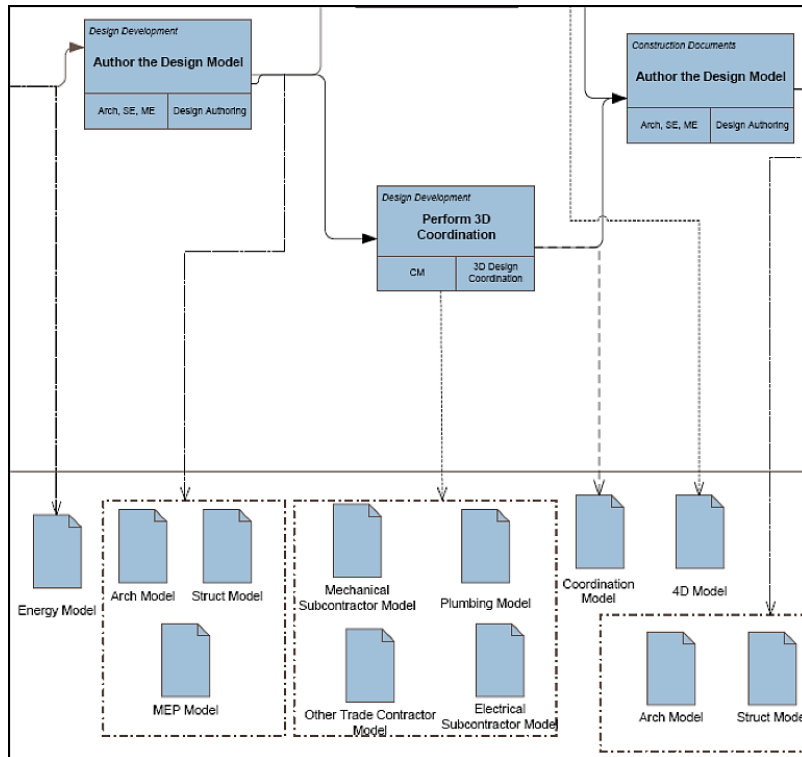 Design Development
Author the Design Model
Arch, SE, ME
Design Authoring
Construction Documents
Author the Design Model
Arch, SE, ME
Design Authoring
Design Development
Perform 3D
Coordination
CM
3D Design
Coordination
Energy Model
Arch Model
Struct Model
MEP Model
Mechanical
Subcontractor Model
Plumbing Model
Other Trade Contractor
Model
Electrical
Subcontractor Model
Coordination
Model
4D Model
Arch Model
Struct Mode